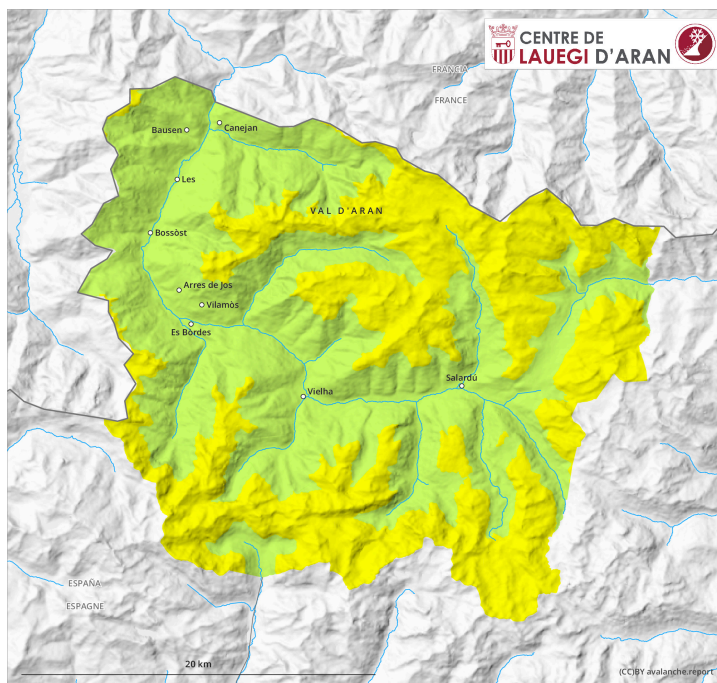 CENTRE DE
LAUEGI D'ARAN
FRANCIA
FRANCE
Canejan
Bausen
Les
VAL D'ARAN
Bossòst
Arres de Jos
Vilamòs
Es Bòrdes
Salardú
Vielha
ESPAÑA
ESPAGNE
20 km
(CC)BY avalanche.report